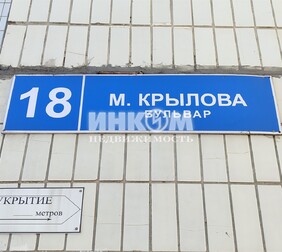 18
М. КРЫЛОВА
БУЛЬВАР
ИНКОМ
НЕДВИЖИМОСТЬ
УКРЫТИЕ
метров